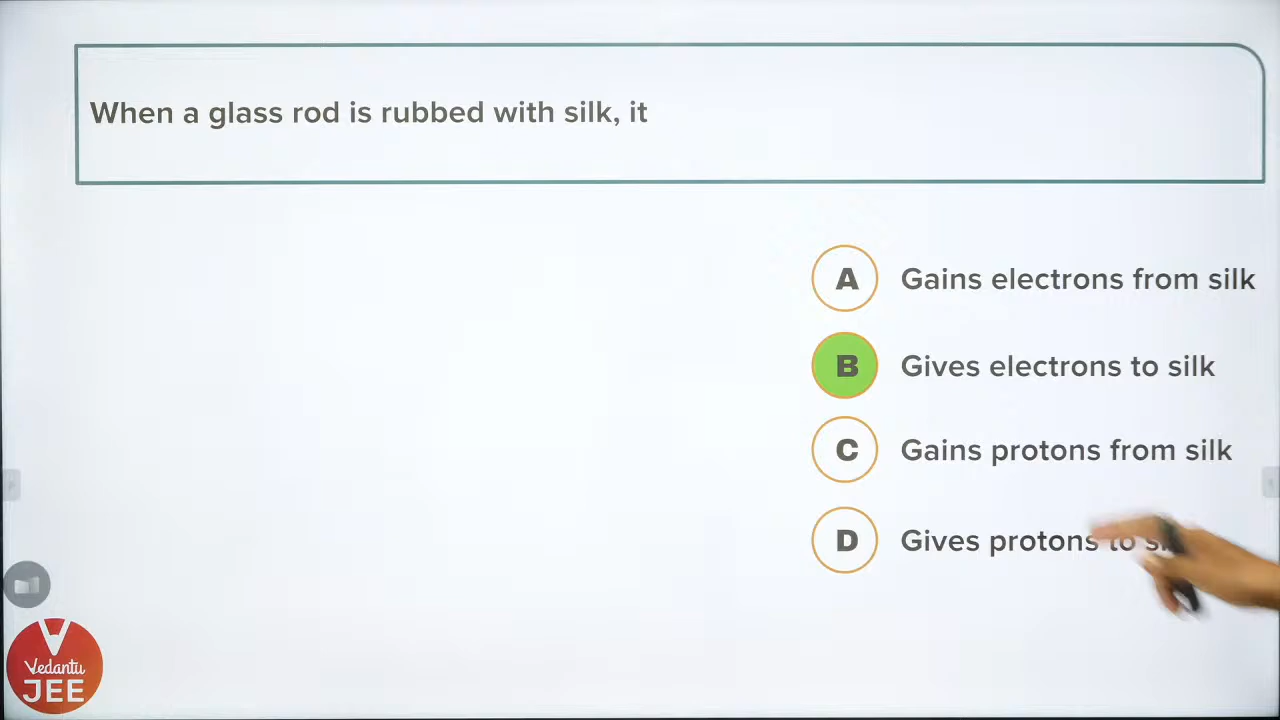 When a glass rod is rubbed with silk, it
A Gains electrons from silk
B Gives electrons to silk
C Gains protons from silk
D Gives protons to
Vedantu
JEE